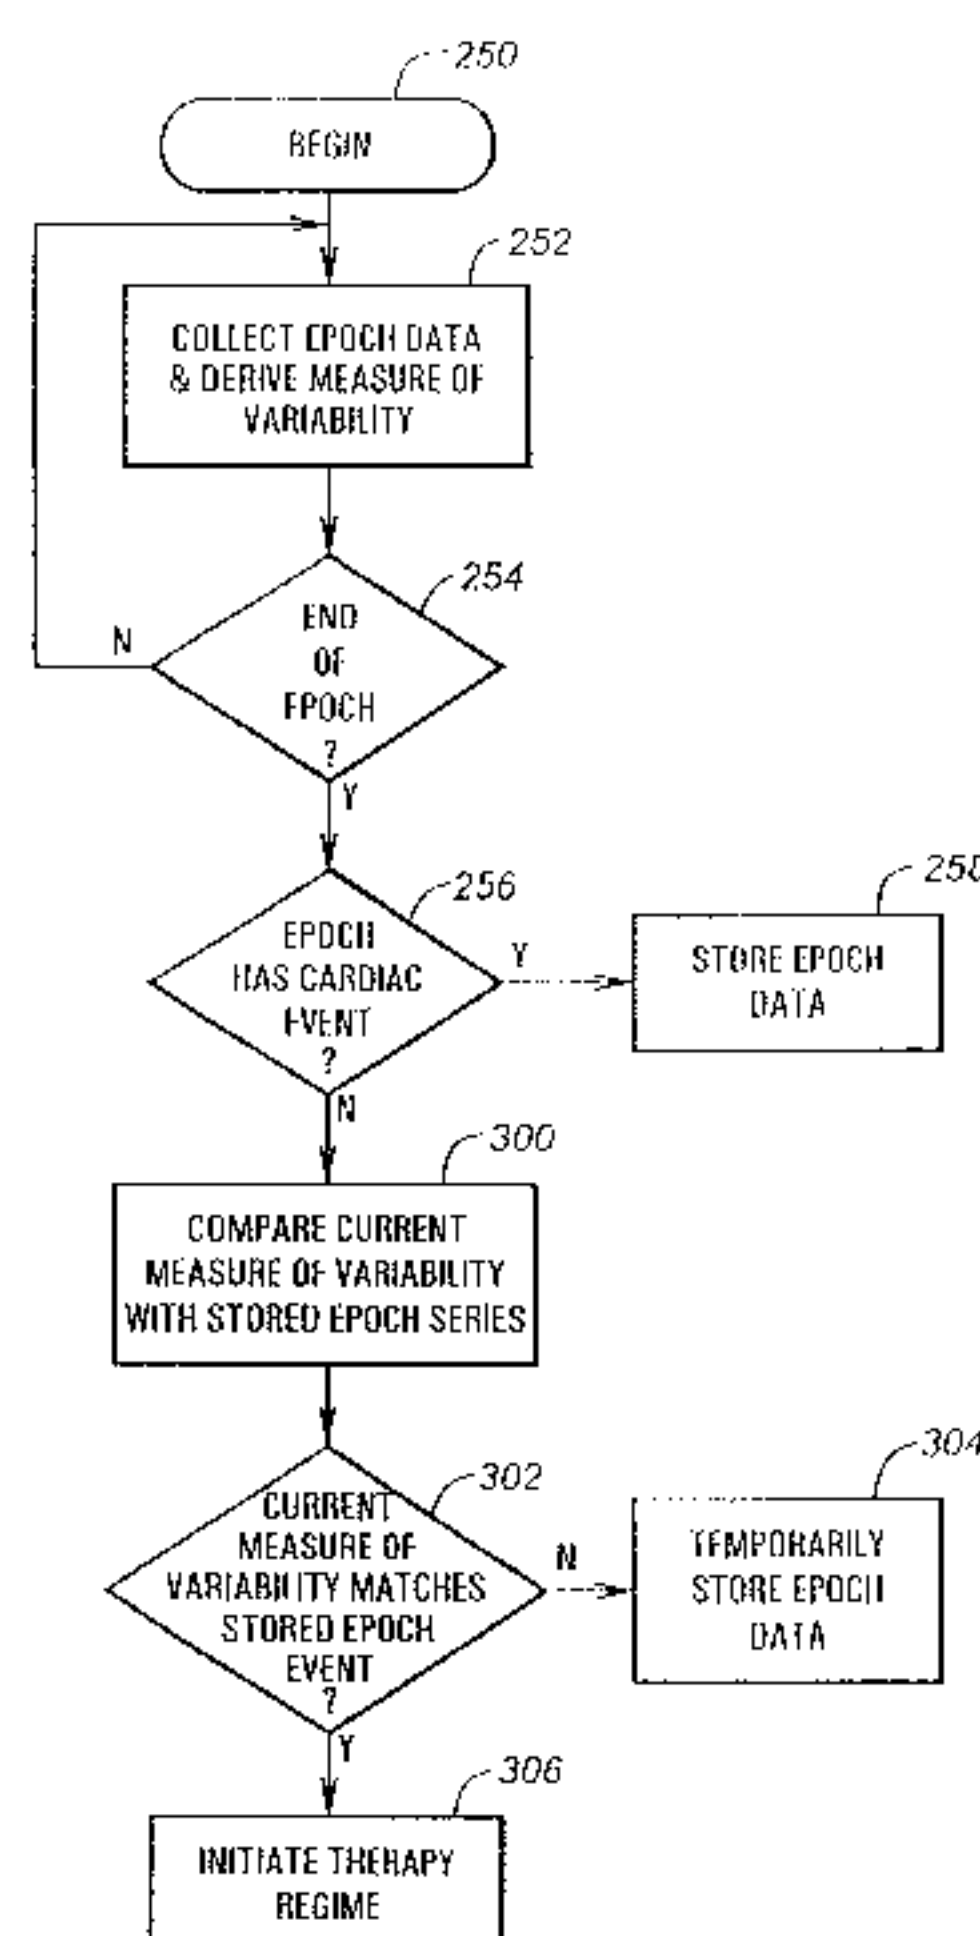 250
BEGIN
252
COLLECT EPOCH DATA
& DERIVE MEASURE OF
VARIABILITY
254
END
OF
EPOCH
?
N
Y
256
EPOCH
HAS CARDIAC
EVENT
?
Y
258
STORE EPOCH
DATA
N
300
COMPARE CURRENT
MEASURE OF VARIABILITY
WITH STORED EPOCH SERIES
302
CURRENT
MEASURE OF
VARIABILITY MATCHES
STORED EPOCH
EVENT
?
N
304
TEMPORARILY
STORE EPOCH
DATA
Y
306
INITIATE THERAPY
REGIME